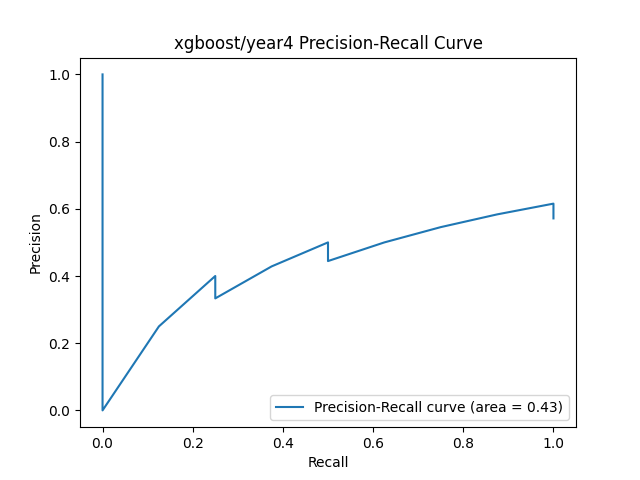 xgboost/year4 Precision-Recall Curve
1.0
0.8
0.6
0.4
0.2
0.0
Precision
Precision-Recall curve (area = 0.43)
0.0 0.2 0.4 0.6 0.8 1.0
Recall